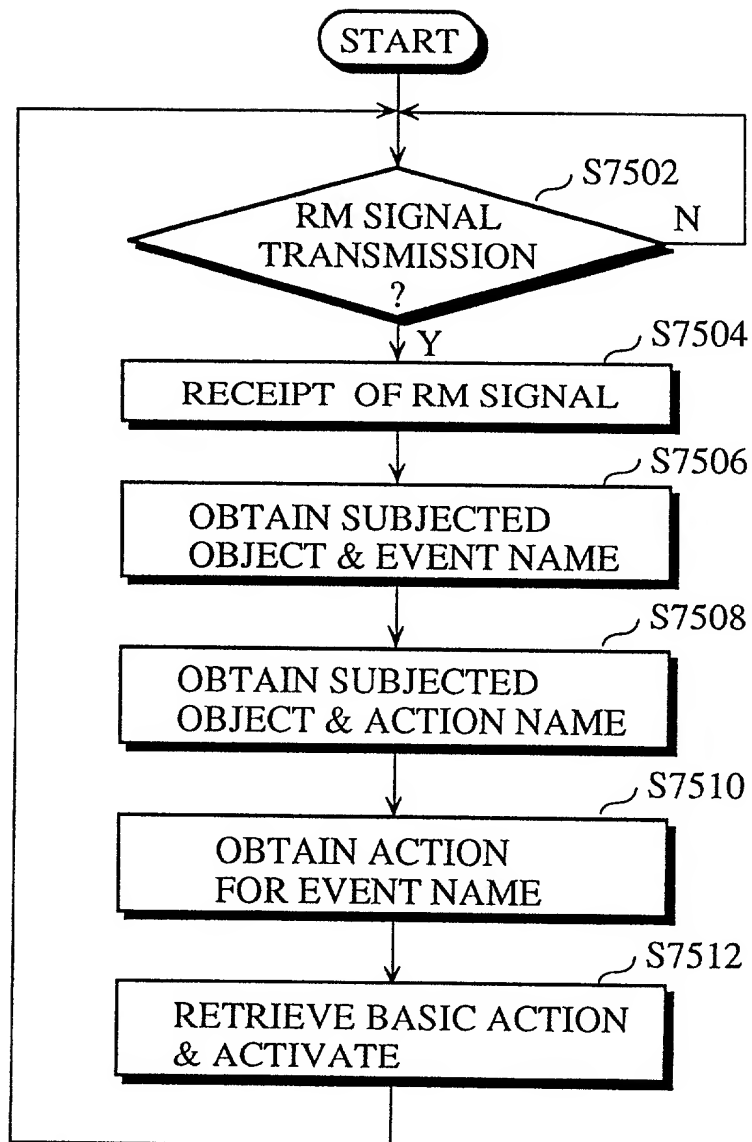 START
S7502
RM SIGNAL
TRANSMISSION
?
N
Y
S7504
RECEIPT OF RM SIGNAL
S7506
OBTAIN SUBJECTED
OBJECT & EVENT NAME
S7508
OBTAIN SUBJECTED
OBJECT & ACTION NAME
S7510
OBTAIN ACTION
FOR EVENT NAME
S7512
RETRIEVE BASIC ACTION
& ACTIVATE